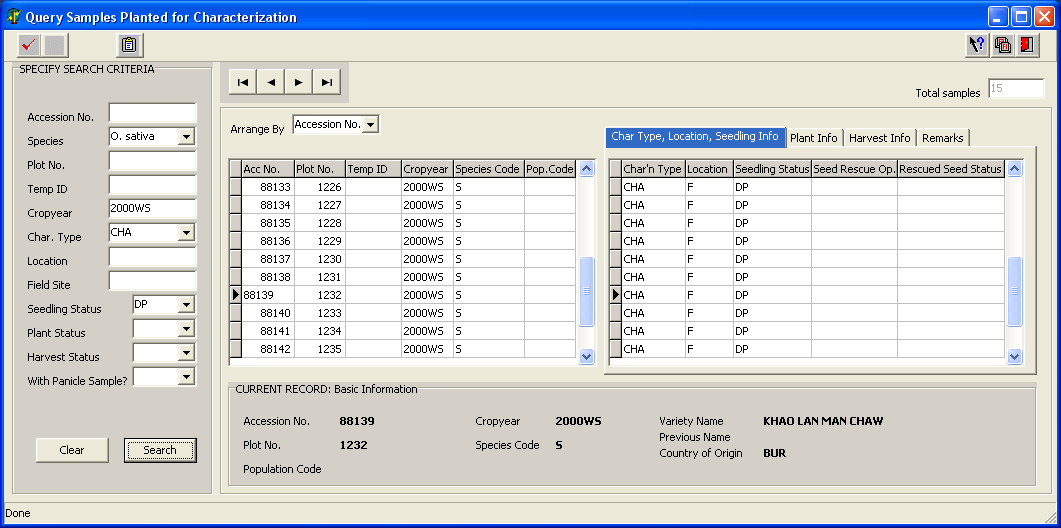 Query Samples Planted for Characterization
SPECIFY SEARCH CRITERIA
Accession No.
Species O. sativa
Plot No.
Temp ID
Cropyear 2000WS
Char. Type CHA
Location
Field Site
Seedling Status DP
Plant Status
Harvest Status
With Panicle Sample?
Clear Search
Total samples 15
Arrange By Accession No.
Char Type, Location, Seedling Info Plant Info Harvest Info Remarks
Acc No. Plot No. Temp ID Cropyear Species Code Pop.Code
88133 1226 2000WS S
88134 1227 2000WS S
88135 1228 2000WS S
88136 1229 2000WS S
88137 1230 2000WS S
88138 1231 2000WS S
88139 1232 2000WS S
88140 1233 2000WS S
88141 1234 2000WS S
88142 1235 2000WS S
Char'n Type Location Seedling Status Seed Rescue Op. Rescued Seed Status
CHA F DP
CHA F DP
CHA F DP
CHA F DP
CHA F DP
CHA F DP
CHA F DP
CHA F DP
CHA F DP
CHA F DP
CURRENT RECORD: Basic Information
Accession No. 88139 Cropyear 2000WS Variety Name KHAO LAN MAN CHAW
Previous Name
Plot No. 1232 Species Code S Country of Origin BUR
Population Code
Done